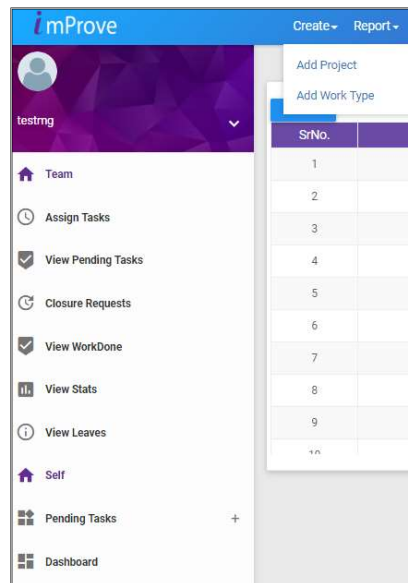 imProve
Create Report
Add Project
Add Work Type
testmg
Team
Assign Tasks
View Pending Tasks
Closure Requests
View WorkDone
View Stats
View Leaves
Self
Pending Tasks +
Dashboard
SrNo.
1
2
3
4
5
6
7
8
9
10